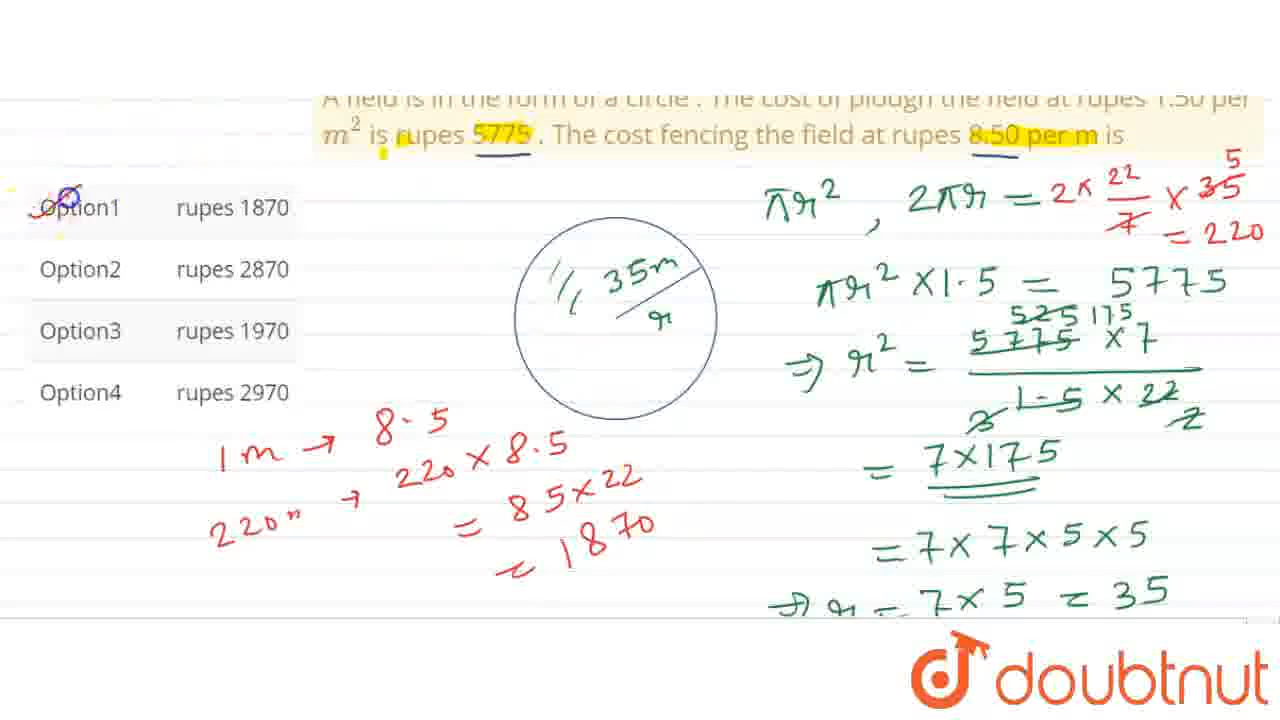 A field is in the form of a circle . The cost of plough the field at rupes 1.50 per
m² is rupes 5775 . The cost fencing the field at rupes 8.50 per m is
Option1 rupes 1870
Option2 rupes 2870
Option3 rupes 1970
Option4 rupes 2970
35m
r
πr² , 2πr = 2× 22/7 × 35 5
= 220
πr² × 1.5 = 5775
525 175
⇒ r² = 5775 × 7
3 1.5 × 22 2
= 7×175
= 7 × 7 × 5 × 5
⇒ r = 7 × 5 = 35
1 m → 8.5
220 m → 220 × 8.5
= 85×22
= 1870
doubtnut